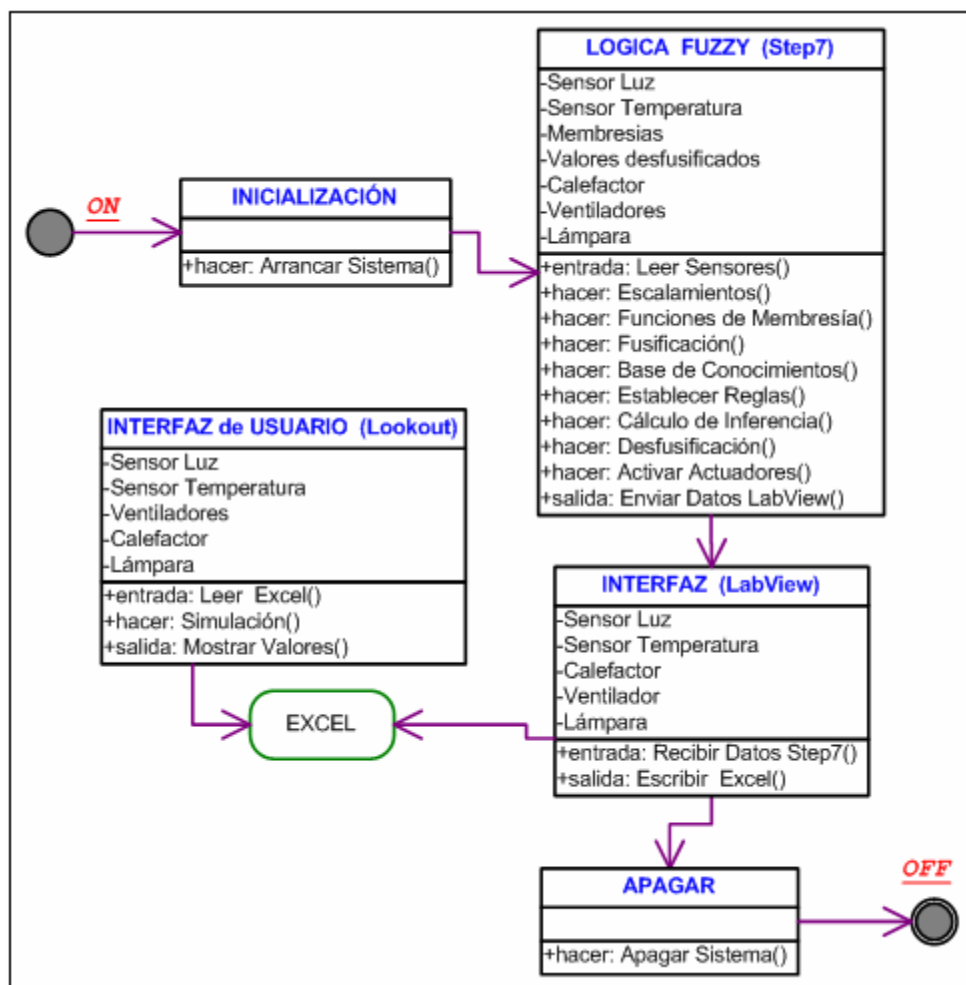 LOGICA FUZZY (Step7)
-Sensor Luz
-Sensor Temperatura
-Membresias
-Valores desfusificados
-Calefactor
-Ventiladores
-Lámpara
+entrada: Leer Sensores()
+hacer: Escalamientos()
+hacer: Funciones de Membresía()
+hacer: Fusificación()
+hacer: Base de Conocimientos()
+hacer: Establecer Reglas()
+hacer: Cálculo de Inferencia()
+hacer: Desfusificación()
+hacer: Activar Actuadores()
+salida: Enviar Datos LabView()
ON
INICIALIZACIÓN
+hacer: Arrancar Sistema()
INTERFAZ de USUARIO (Lookout)
-Sensor Luz
-Sensor Temperatura
-Ventiladores
-Calefactor
-Lámpara
+entrada: Leer Excel()
+hacer: Simulación()
+salida: Mostrar Valores()
EXCEL
INTERFAZ (LabView)
-Sensor Luz
-Sensor Temperatura
-Calefactor
-Ventilador
-Lámpara
+entrada: Recibir Datos Step7()
+salida: Escribir Excel()
APAGAR
+hacer: Apagar Sistema()
OFF